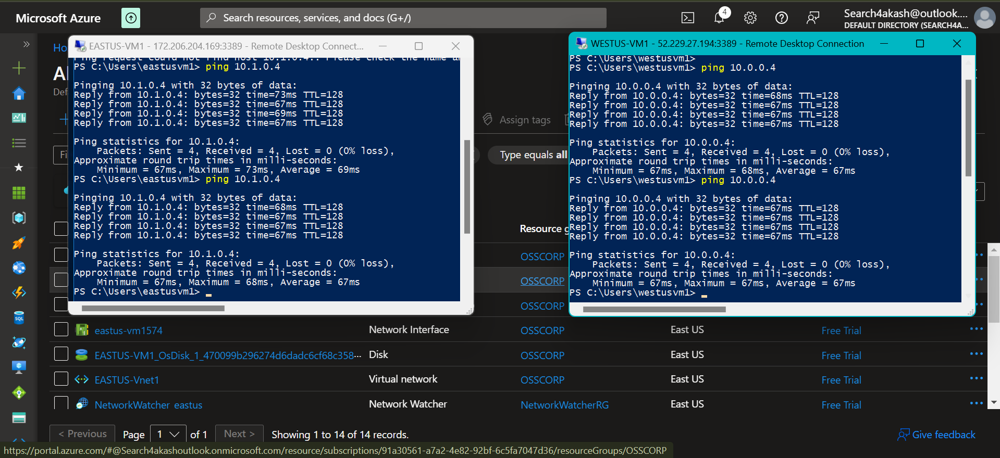 Microsoft Azure
Search resources, services, and docs (G+/)
4
Search4akash@outlook....
DEFAULT DIRECTORY (SEARCH4A...
Ho
Al
Def
Assign tags
Fi
Type equals all
Resource g
EASTUS-VM1 - 172.206.204.169:3389 - Remote Desktop Connect...
Ping request could not find host 10.1.0.4.. Please check the name a
PS C:\Users\eastusvm1> ping 10.1.0.4
Pinging 10.1.0.4 with 32 bytes of data:
Reply from 10.1.0.4: bytes=32 time=73ms TTL=128
Reply from 10.1.0.4: bytes=32 time=67ms TTL=128
Reply from 10.1.0.4: bytes=32 time=69ms TTL=128
Reply from 10.1.0.4: bytes=32 time=67ms TTL=128
Ping statistics for 10.1.0.4:
Packets: Sent = 4, Received = 4, Lost = 0 (0% loss),
Approximate round trip times in milli-seconds:
Minimum = 67ms, Maximum = 73ms, Average = 69ms
PS C:\Users\eastusvm1> ping 10.1.0.4
Pinging 10.1.0.4 with 32 bytes of data:
Reply from 10.1.0.4: bytes=32 time=68ms TTL=128
Reply from 10.1.0.4: bytes=32 time=67ms TTL=128
Reply from 10.1.0.4: bytes=32 time=67ms TTL=128
Reply from 10.1.0.4: bytes=32 time=67ms TTL=128
Ping statistics for 10.1.0.4:
Packets: Sent = 4, Received = 4, Lost = 0 (0% loss),
Approximate round trip times in milli-seconds:
Minimum = 67ms, Maximum = 68ms, Average = 67ms
PS C:\Users\eastusvm1>
WESTUS-VM1 - 52.229.27.194:3389 - Remote Desktop Connection
PS C:\Users\westusvm1>
PS C:\Users\westusvm1> ping 10.0.0.4
Pinging 10.0.0.4 with 32 bytes of data:
Reply from 10.0.0.4: bytes=32 time=68ms TTL=128
Reply from 10.0.0.4: bytes=32 time=67ms TTL=128
Reply from 10.0.0.4: bytes=32 time=67ms TTL=128
Reply from 10.0.0.4: bytes=32 time=67ms TTL=128
Ping statistics for 10.0.0.4:
Packets: Sent = 4, Received = 4, Lost = 0 (0% loss),
Approximate round trip times in milli-seconds:
Minimum = 67ms, Maximum = 68ms, Average = 67ms
PS C:\Users\westusvm1> ping 10.0.0.4
Pinging 10.0.0.4 with 32 bytes of data:
Reply from 10.0.0.4: bytes=32 time=67ms TTL=128
Reply from 10.0.0.4: bytes=32 time=67ms TTL=128
Reply from 10.0.0.4: bytes=32 time=67ms TTL=128
Reply from 10.0.0.4: bytes=32 time=67ms TTL=128
Ping statistics for 10.0.0.4:
Packets: Sent = 4, Received = 4, Lost = 0 (0% loss),
Approximate round trip times in milli-seconds:
Minimum = 67ms, Maximum = 67ms, Average = 67ms
PS C:\Users\westusvm1>
OSSCORP
OSSCORP
OSSCORP
SQL
eastus-vm1574 Network Interface OSSCORP East US Free Trial
EASTUS-VM1_OsDisk_1_470099b296274d6dadc6cf68c358... Disk OSSCORP East US Free Trial
EASTUS-Vnet1 Virtual network OSSCORP East US Free Trial
NetworkWatcher_eastus Network Watcher NetworkWatcherRG East US Free Trial
< Previous Page 1 of 1 Next > Showing 1 to 14 of 14 records. Give feedback
https://portal.azure.com/#@Search4akashoutlook.onmicrosoft.com/resource/subscriptions/91a30561-a7a2-4e82-92bf-6c5fa7047d36/resourceGroups/OSSCORP